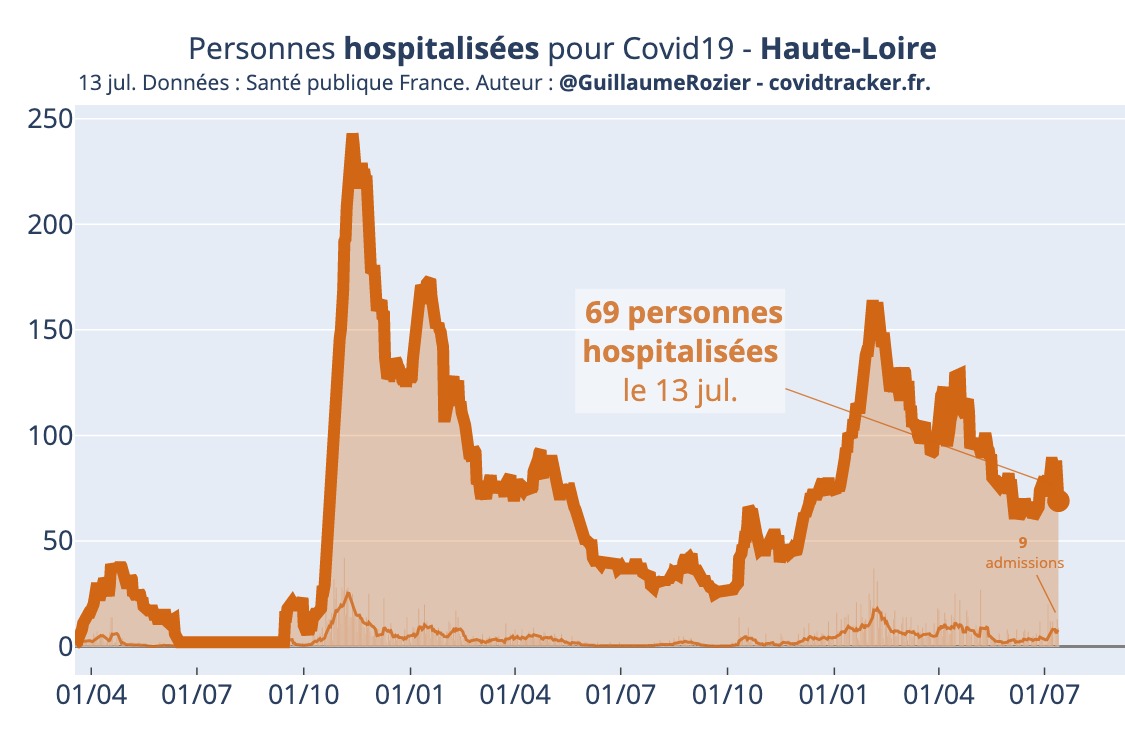 Personnes hospitalisées pour Covid19 - Haute-Loire
13 jul. Données : Santé publique France. Auteur : @GuillaumeRozier - covidtracker.fr.
250
200
150
100
50
0
69 personnes
hospitalisées
le 13 jul.
9
admissions
01/04 01/07 01/10 01/01 01/04 01/07 01/10 01/01 01/04 01/07